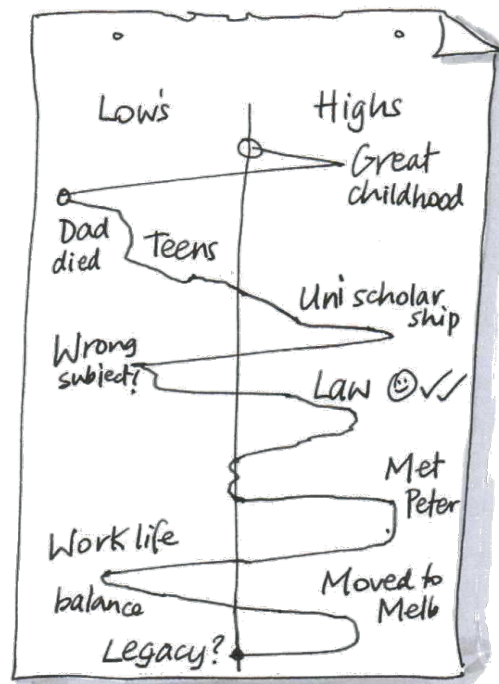 Low's
Highs
Great
childhood
Dad
died
Teens
Uni scholar
ship
Wrong
subject!
Law ☺✓✓
Met
Peter
Work life
balance
Moved to
Melb
Legacy?